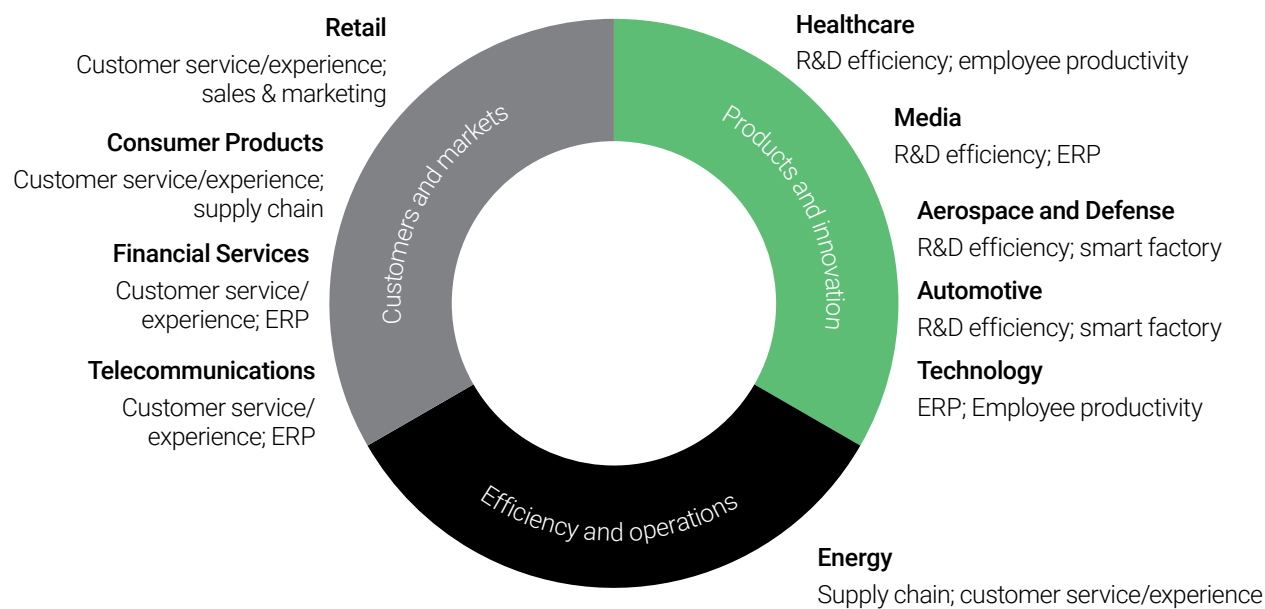 Retail
Customer service/experience;
sales & marketing
Consumer Products
Customer service/experience;
supply chain
Financial Services
Customer service/
experience; ERP
Telecommunications
Customer service/
experience; ERP
Customers and markets
Products and innovation
Efficiency and operations
Healthcare
R&D efficiency; employee productivity
Media
R&D efficiency; ERP
Aerospace and Defense
R&D efficiency; smart factory
Automotive
R&D efficiency; smart factory
Technology
ERP; Employee productivity
Energy
Supply chain; customer service/experience